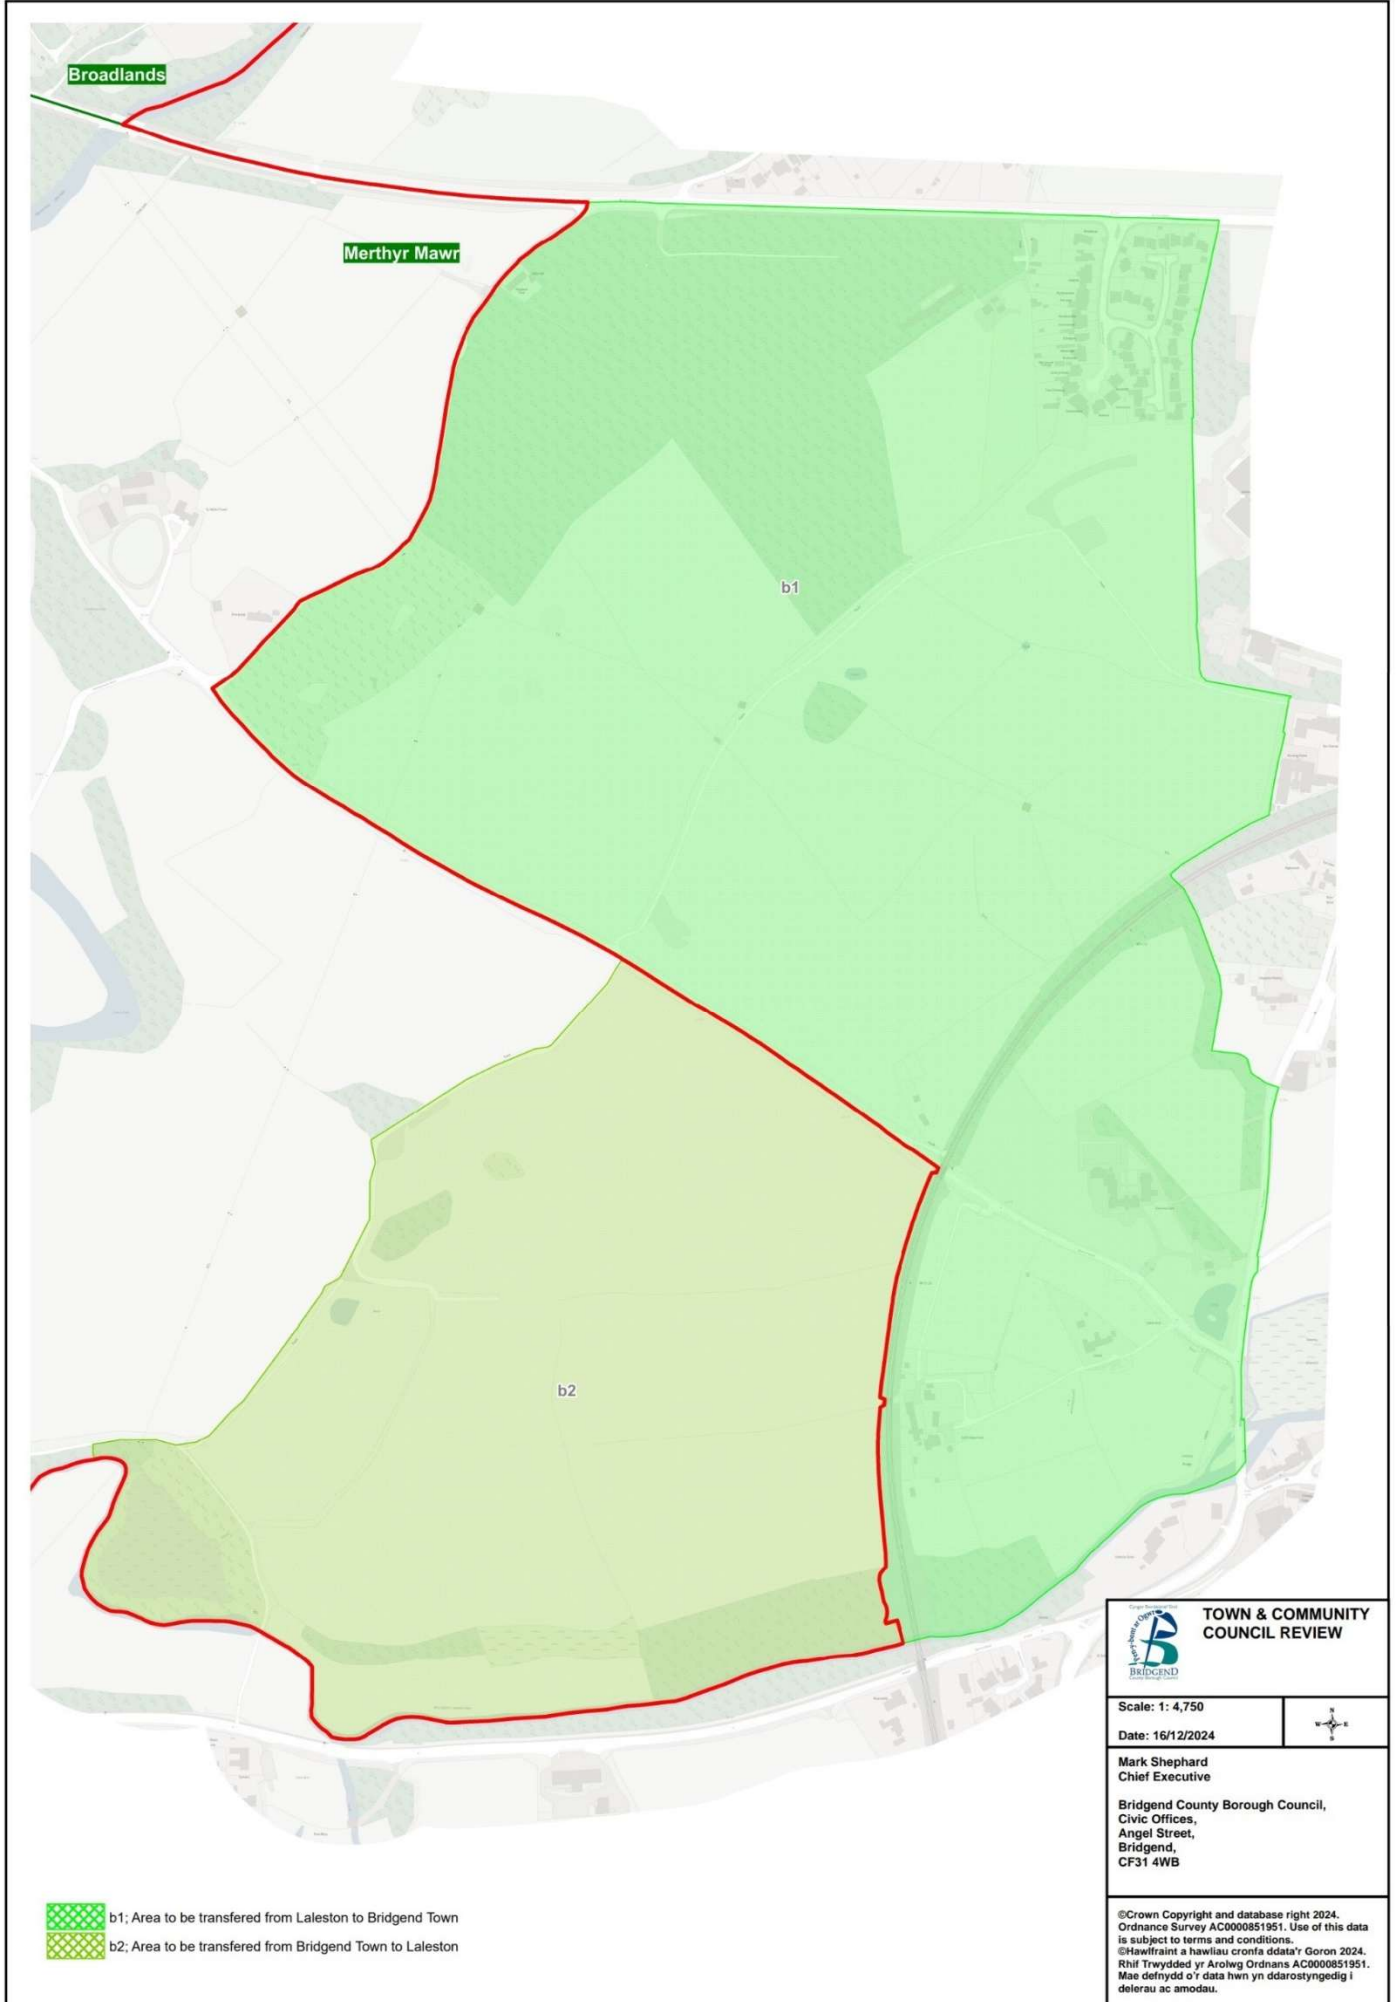 Broadlands
Merthyr Mawr
b1
b2
TOWN & COMMUNITY
COUNCIL REVIEW
BRIDGEND
County Borough Council
Scale: 1: 4,750
Date: 16/12/2024
N
W E
S
Mark Shephard
Chief Executive
Bridgend County Borough Council,
Civic Offices,
Angel Street,
Bridgend,
CF31 4WB
b1; Area to be transfered from Laleston to Bridgend Town
b2; Area to be transfered from Bridgend Town to Laleston
©Crown Copyright and database right 2024.
Ordnance Survey AC0000851951. Use of this data
is subject to terms and conditions.
©Hawlfraint a hawliau cronfa ddata'r Goron 2024.
Rhif Trwydded yr Arolwg Ordnans AC0000851951.
Mae defnydd o'r data hwn yn ddarostyngedig i
delerau ac amodau.